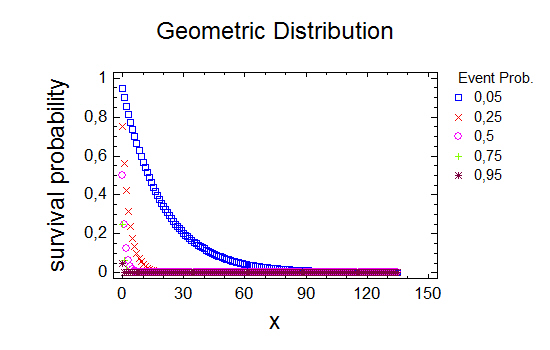 Geometric Distribution
survival probability
1
0,8
0,6
0,4
0,2
0
0 30 60 90 120 150
x
Event Prob.
0,05
0,25
0,5
0,75
0,95